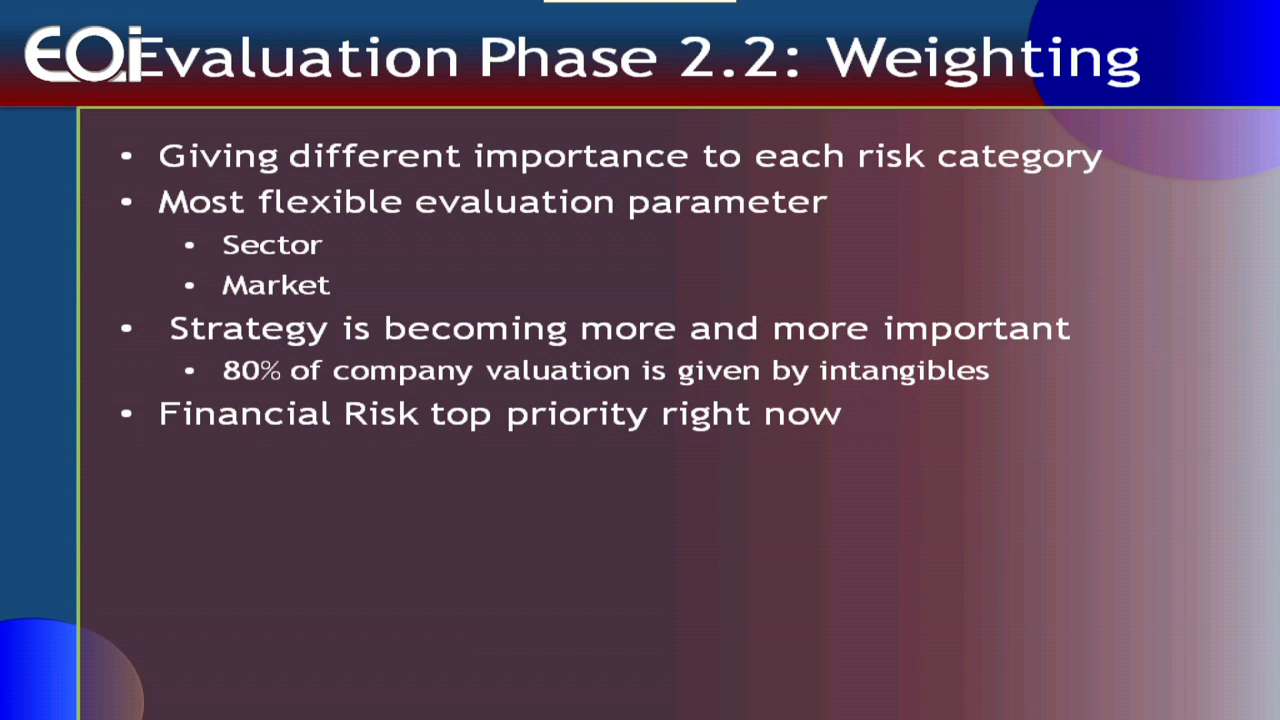 EQi Evaluation Phase 2.2: Weighting
• Giving different importance to each risk category
• Most flexible evaluation parameter
• Sector
• Market
• Strategy is becoming more and more important
• 80% of company valuation is given by intangibles
• Financial Risk top priority right now